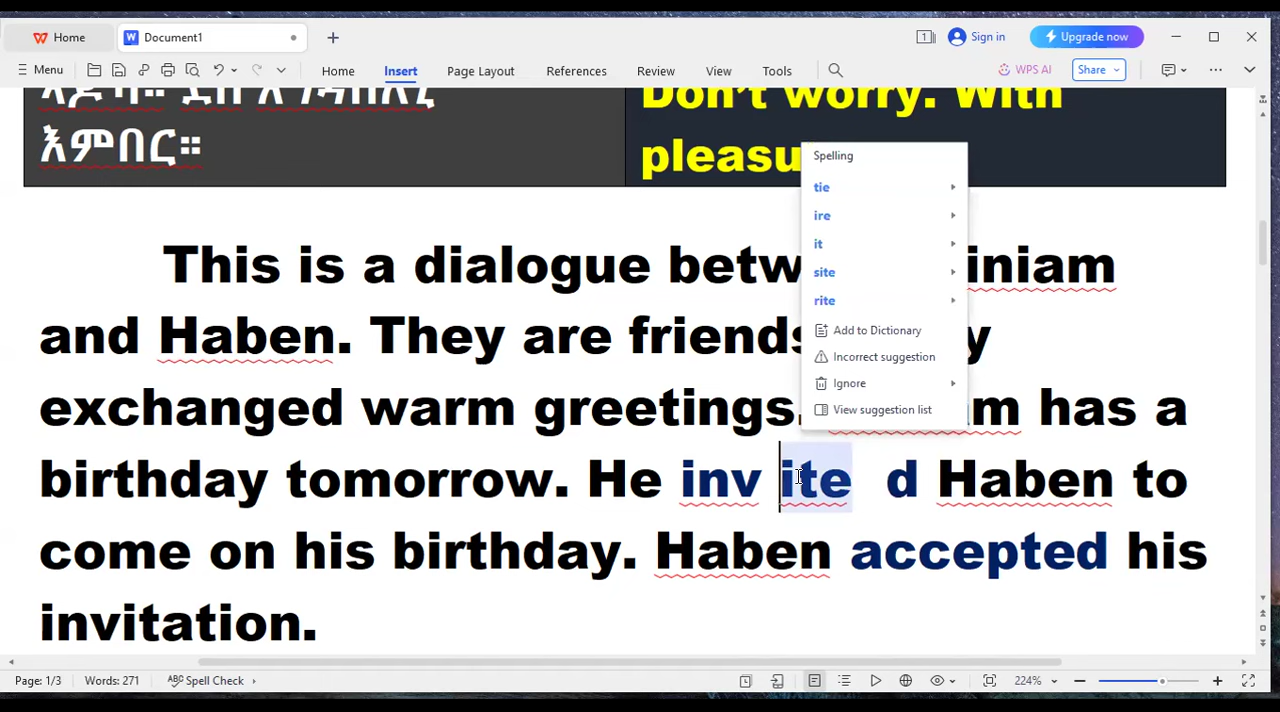 Home
Document1
1
Sign in
Upgrade now
Menu
Home
Insert
Page Layout
References
Review
View
Tools
WPS AI
Share
እምበር።
Don't worry. With
pleasu
Spelling
tie
ire
it
site
rite
Add to Dictionary
Incorrect suggestion
Ignore
View suggestion list
This is a dialogue betw iniam
and Haben. They are friends y
exchanged warm greetings. am has a
birthday tomorrow. He inv ite d Haben to
come on his birthday. Haben accepted his
invitation.
Page: 1/3
Words: 271
Spell Check
224%